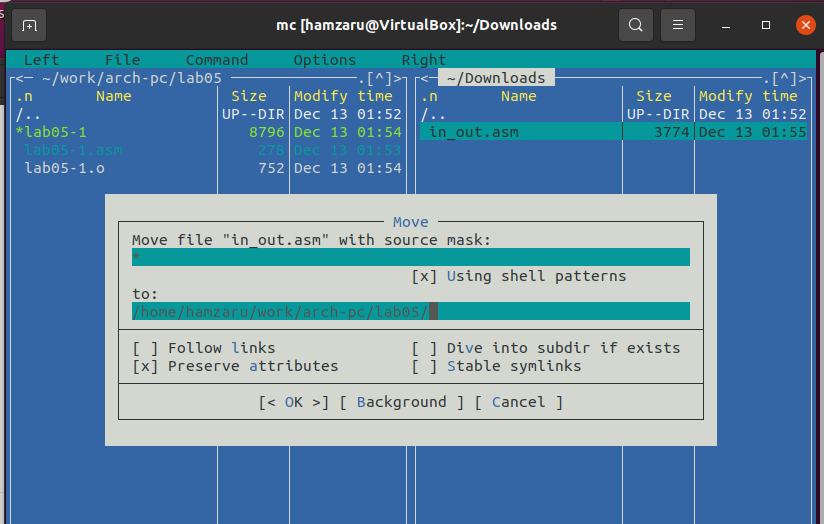 mc [hamzaru@VirtualBox]:~/Downloads
Left File Command Options Right
<─ ~/work/arch-pc/lab05 ─.[^]>
.n Name Size Modify time
/.. UP--DIR Dec 13 01:52
*lab05-1 8796 Dec 13 01:54
lab05-1.asm 278 Dec 13 01:53
lab05-1.o 752 Dec 13 01:54
<─ ~/Downloads ─.[^]>
.n Name Size Modify time
/.. UP--DIR Dec 13 01:52
in_out.asm 3774 Dec 13 01:55
Move
Move file "in_out.asm" with source mask:
*
[x] Using shell patterns
to:
/home/hamzaru/work/arch-pc/lab05/
[ ] Follow links [ ] Dive into subdir if exists
[x] Preserve attributes [ ] Stable symlinks
[< OK >] [ Background ] [ Cancel ]